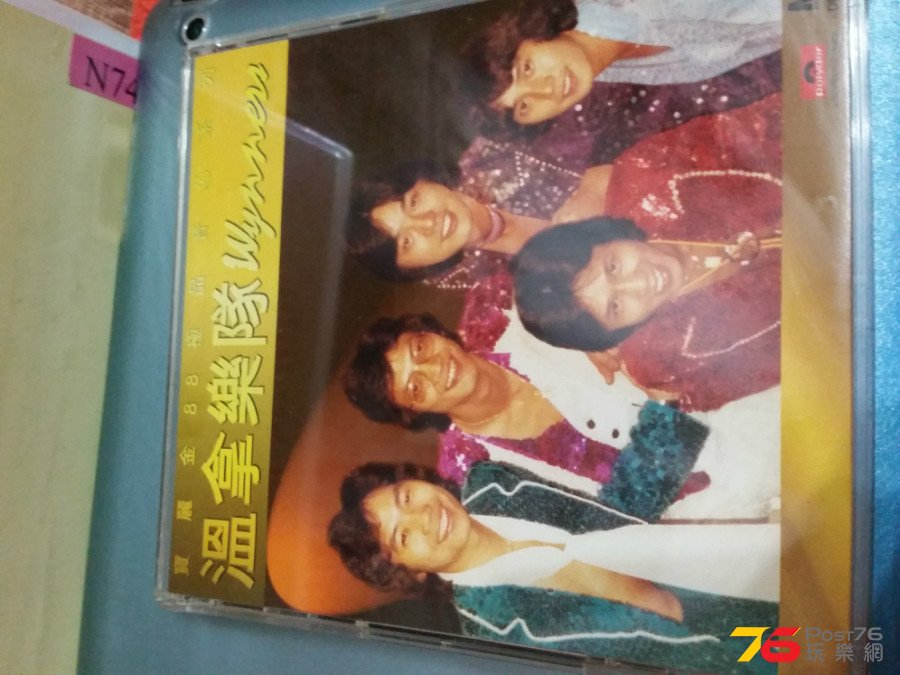 寶麗金88極品音色系列
溫拿樂隊 Wynners
polydor
N74
76 Post76
玩樂網